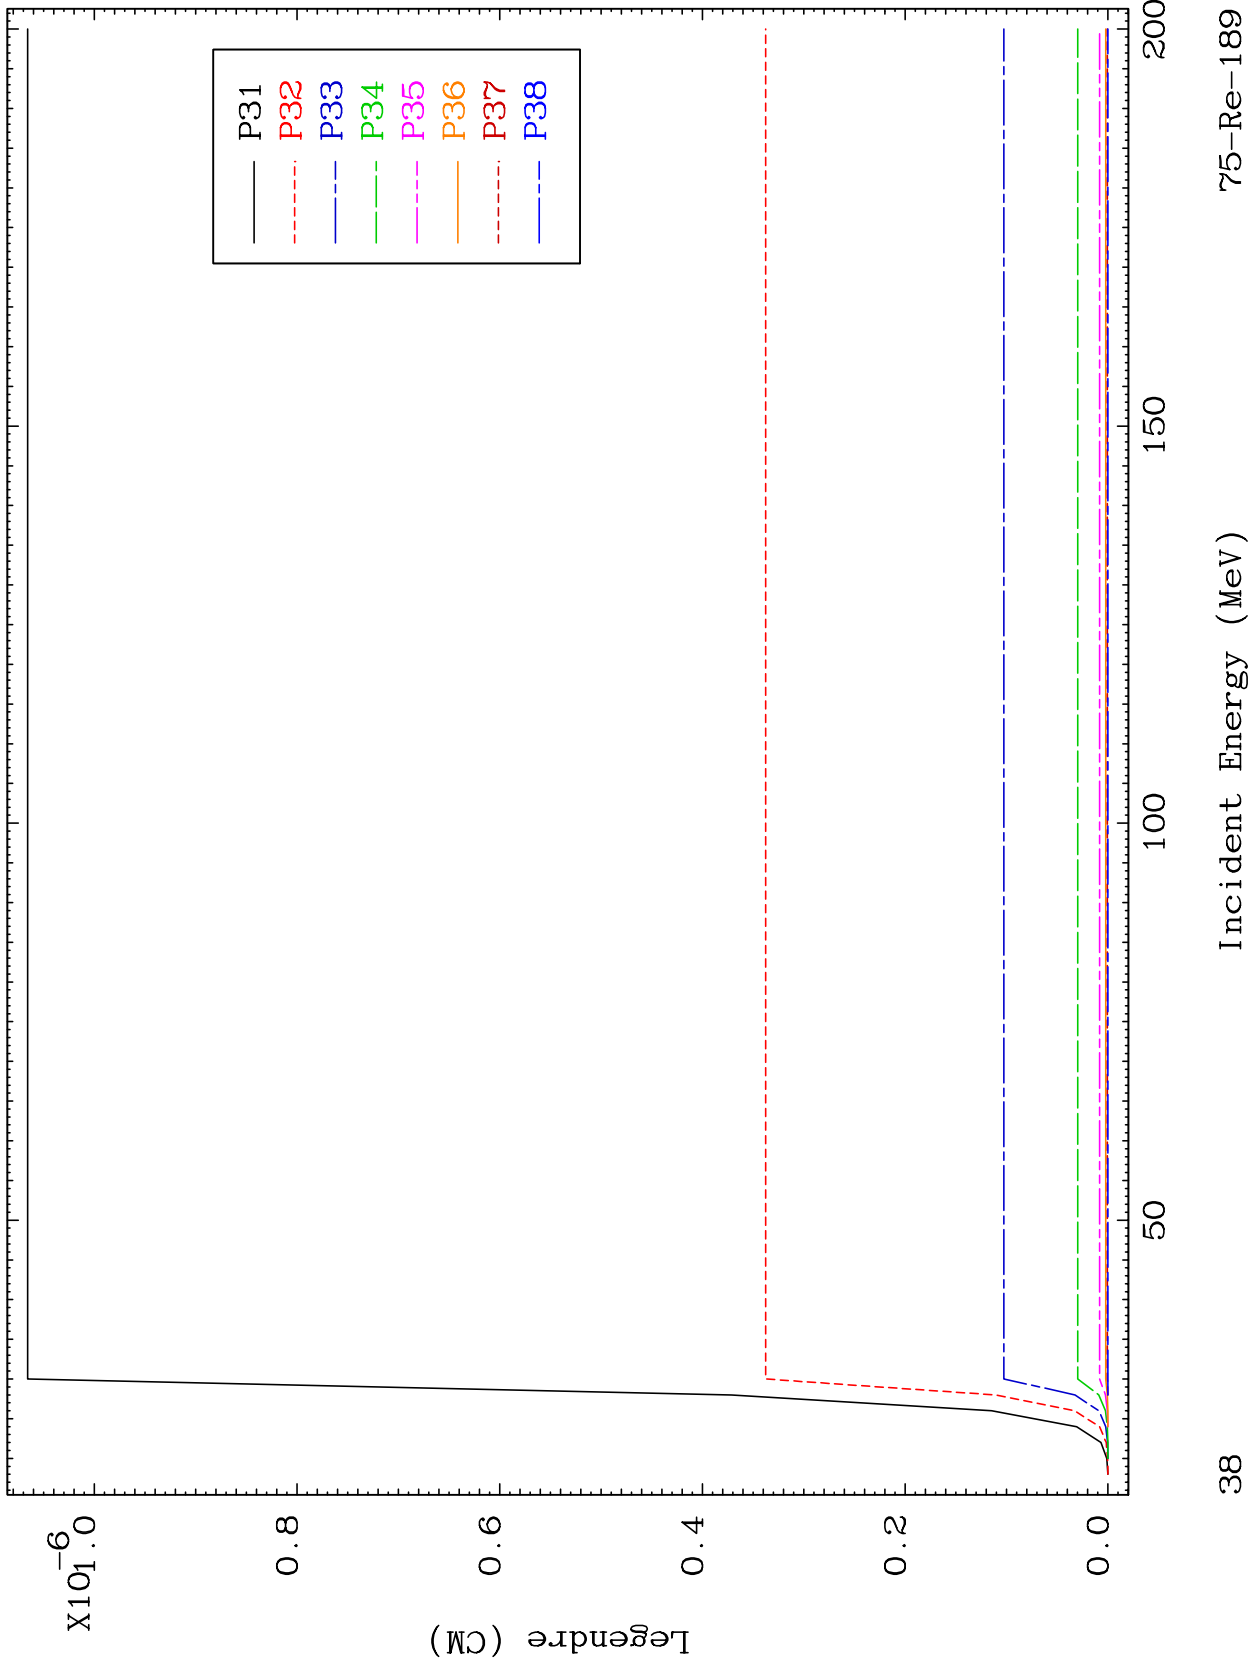 X10-6
1.0
0.8
0.6
0.4
0.2
0.0
Legendre (CM)
P31
P32
P33
P34
P35
P36
P37
P38
50
100
150
200
Incident Energy (MeV)
38
75-Re-189